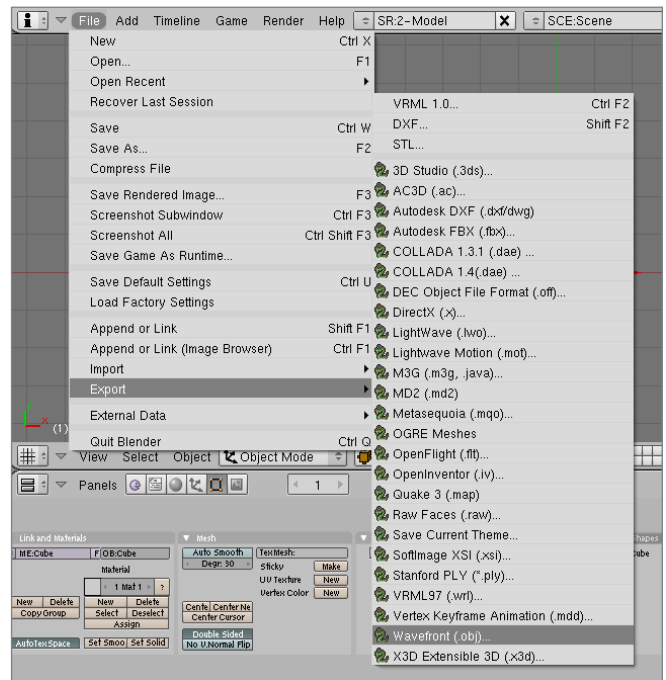 File Add Timeline Game Render Help SR:2-Model X SCE:Scene
New Ctrl X
Open... F1
Open Recent
Recover Last Session
Save Ctrl W
Save As... F2
Compress File
Save Rendered Image... F3
Screenshot Subwindow Ctrl F3
Screenshot All Ctrl Shift F3
Save Game As Runtime...
Save Default Settings Ctrl U
Load Factory Settings
Append or Link Shift F1
Append or Link (Image Browser) Ctrl F1
Import
Export
External Data
Quit Blender Ctrl Q
VRML 1.0... Ctrl F2
DXF... Shift F2
STL...
3D Studio (.3ds)...
AC3D (.ac)...
Autodesk DXF (.dxf/dwg)
Autodesk FBX (.fbx)...
COLLADA 1.3.1 (.dae) ...
COLLADA 1.4(.dae) ...
DEC Object File Format (.off)...
DirectX (.x)...
LightWave (.lwo)...
Lightwave Motion (.mot)...
M3G (.m3g, .java)...
MD2 (.md2)
Metasequoia (.mqo)...
OGRE Meshes
OpenFlight (.flt)...
OpenInventor (.iv)...
Quake 3 (.map)
Raw Faces (.raw)...
Save Current Theme...
SoftImage XSI (.xsi)...
Stanford PLY (*.ply)...
VRML97 (.wrl)...
Vertex Keyframe Animation (.mdd)...
Wavefront (.obj)...
X3D Extensible 3D (.x3d)...
x
(1)
View Select Object Object Mode
Panels 1
Link and Materials
ME:Cube F OB:Cube
Material
1 Mat 1 ?
New Delete New Delete
Copy Group Select Deselect
Assign
AutoTexSpace Set Smoo Set Solid
Mesh
Auto Smooth
Degr: 30
TexMesh:
Sticky Make
UV Texture New
Vertex Color New
Cente Center Ne
Center Cursor
Double Sided
No V.Normal Flip
Shapes